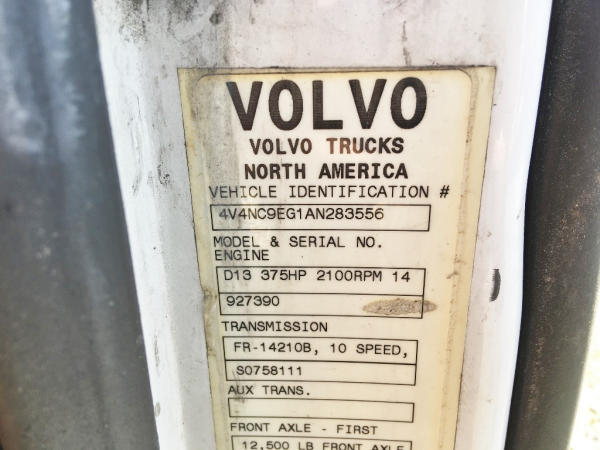 VOLVO
VOLVO TRUCKS
NORTH AMERICA
VEHICLE IDENTIFICATION #
4V4NC9EG1AN283556
MODEL & SERIAL NO.
ENGINE
D13 375HP 2100RPM 14
927390
TRANSMISSION
FR-14210B, 10 SPEED,
S0758111
AUX TRANS.
-
FRONT AXLE - FIRST
12,500 LB FRONT AXLE